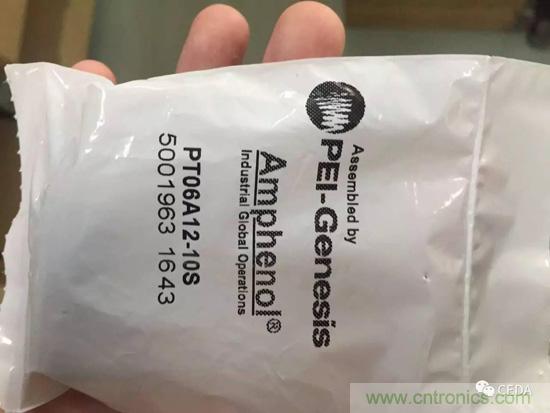 Assembled by
PEI-Genesis
Amphenol®
Industrial Global Operations
PT06A12-10S
5001963 1643
CEDA
www.cntronics.com